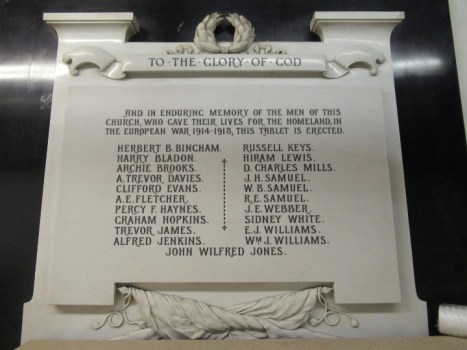 TO · THE · GLORY · OF · GOD
AND IN ENDURING MEMORY OF THE MEN OF THIS
CHURCH, WHO GAVE THEIR LIVES FOR THE HOMELAND, IN
THE EUROPEAN WAR 1914-1918, THIS TABLET IS ERECTED.
HERBERT B. BINCHAM. RUSSELL KEYS.
HARRY BLADON. HIRAM LEWIS.
ARCHIE BROOKS. D. CHARLES MILLS.
A. TREVOR DAVIES. J. H. SAMUEL.
CLIFFORD EVANS. W. B. SAMUEL.
A. E. FLETCHER. R. E. SAMUEL.
PERCY F. HAYNES. J. E. WEBBER.
GRAHAM HOPKINS. SIDNEY WHITE.
TREVOR JAMES. E. J. WILLIAMS.
ALFRED JENKINS. WM J. WILLIAMS.
JOHN WILFRED JONES.